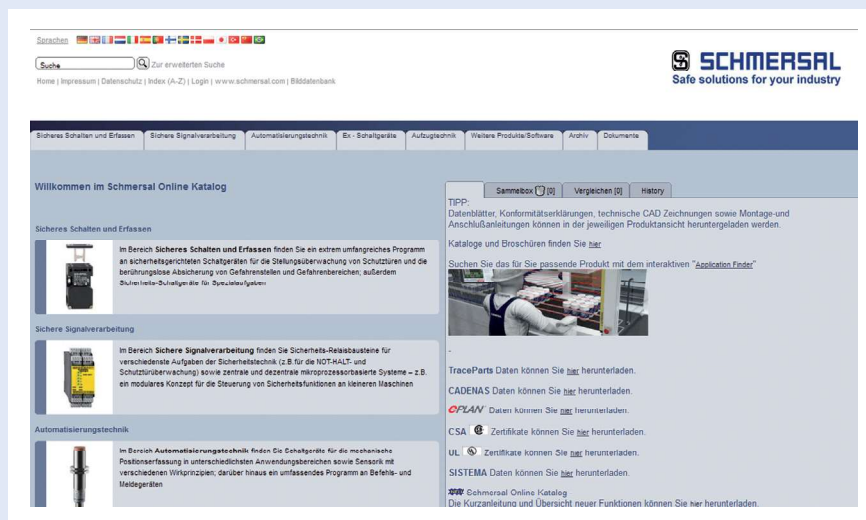 Sprachen
Suche
Zur erweiterten Suche
Home | Impressum | Datenschutz | Index (A-Z) | Login | www.schmersal.com | Bilddatenbank
SCHMERSAL
Safe solutions for your industry
Sicheres Schalten und Erfassen
Sichere Signalverarbeitung
Automatisierungstechnik
Ex - Schaltgeräte
Aufzugtechnik
Weitere Produkte/Software
Archiv
Dokumente
Willkommen im Schmersal Online Katalog
Sicheres Schalten und Erfassen
Im Bereich Sicheres Schalten und Erfassen finden Sie ein extrem umfangreiches Programm
an sicherheitsgerichteten Schaltgeräten für die Stellungsüberwachung von Schutztüren und die
berührungslose Absicherung von Gefahrenstellen und Gefahrenbereichen; außerdem
Sicherheits-Schaltgeräte für Spezialaufgaben
Sichere Signalverarbeitung
Im Bereich Sichere Signalverarbeitung finden Sie Sicherheits-Relaisbausteine für
verschiedenste Aufgaben der Sicherheitstechnik (z.B.für die NOT-HALT- und
Schutztürüberwachung) sowie zentrale und dezentrale mikroprozessorbasierte Systeme – z.B.
ein modulares Konzept für die Steuerung von Sicherheitsfunktionen an kleineren Maschinen
Automatisierungstechnik
Im Bereich Automatisierungstechnik finden Sie Schaltgeräte für die mechanische
Positionserfassung in unterschiedlichsten Anwendungsbereichen sowie Sensorik mit
verschiedenen Wirkprinzipien; darüber hinaus ein umfassendes Programm an Befehls- und
Meldegeräten
Sammelbox [0]
Vergleichen [0]
History
TIPP:
Datenblätter, Konformitätserklärungen, technische CAD Zeichnungen sowie Montage-und
Anschlußanleitungen können in der jeweiligen Produktansicht heruntergeladen werden.
Kataloge und Broschüren finden Sie hier
Suchen Sie das für Sie passende Produkt mit dem interaktiven "Application Finder"
-
TraceParts Daten können Sie hier herunterladen.
CADENAS Daten können Sie hier herunterladen.
EPLAN Daten können Sie hier herunterladen.
CSA Zertifikate können Sie hier herunterladen.
UL Zertifikate können Sie hier herunterladen.
SISTEMA Daten können Sie hier herunterladen.
Schmersal Online Katalog
Die Kurzanleitung und Übersicht neuer Funktionen können Sie hier herunterladen.